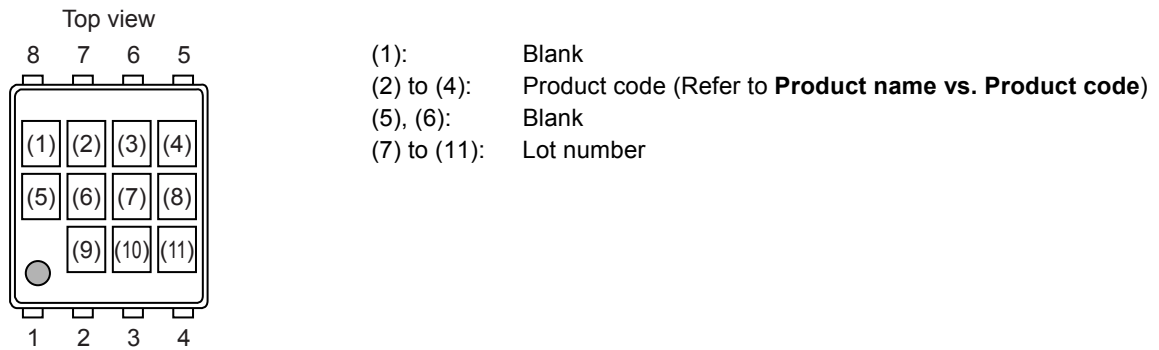 Top view
8 7 6 5
(1) (2) (3) (4)
(5) (6) (7) (8)
(9) (10) (11)
1 2 3 4
(1): Blank
(2) to (4): Product code (Refer to Product name vs. Product code)
(5), (6): Blank
(7) to (11): Lot number